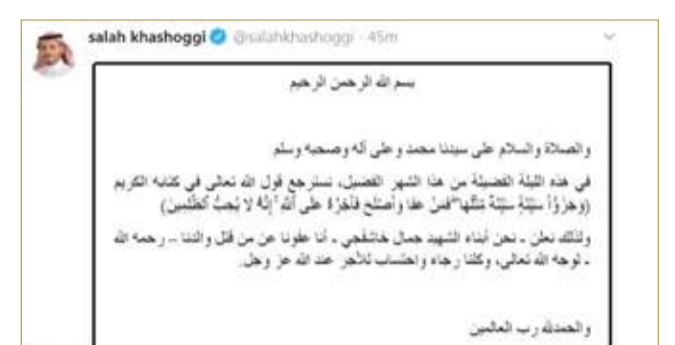 salah khashoggi @salahkhashoggi · 45m
بسم الله الرحمن الرحيم
والصلاة والسلام على سيدنا محمد وعلى آله وصحبه وسلم
في هذه الليلة الفضيلة من هذا الشهر الفضيل، نسترجع قول الله تعالى في كتابه الكريم
(وجزؤا سيئة سيئة مثلها فمن عفا وأصلح فأجره على الله إنه لا يحب الظلمين)
ولذلك نعلن - نحن أبناء الشهيد جمال خاشقجي - أنا عفونا عن من قتل والدنا - رحمه الله
- لوجه الله تعالى، وكلنا رجاء واحتساب للأجر عند الله عز وجل.
والحمدلله رب العالمين